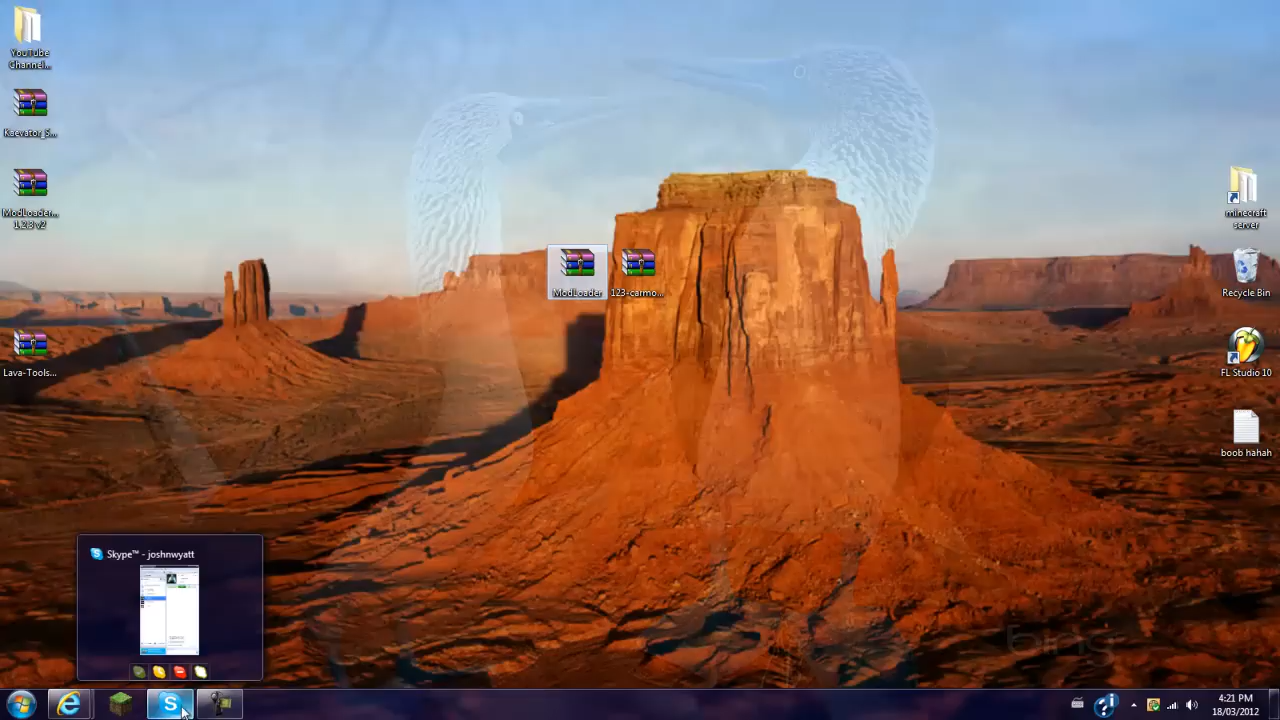 YouTube
Channel...
Kaevator_S...
ModLoader...
1.2.3 v2
Lava-Tools...
ModLoader
123-carmo...
minecraft
server
Recycle Bin
FL Studio 10
boob hahah
Skype™ - joshnwyatt
bing
4:21 PM
18/03/2012